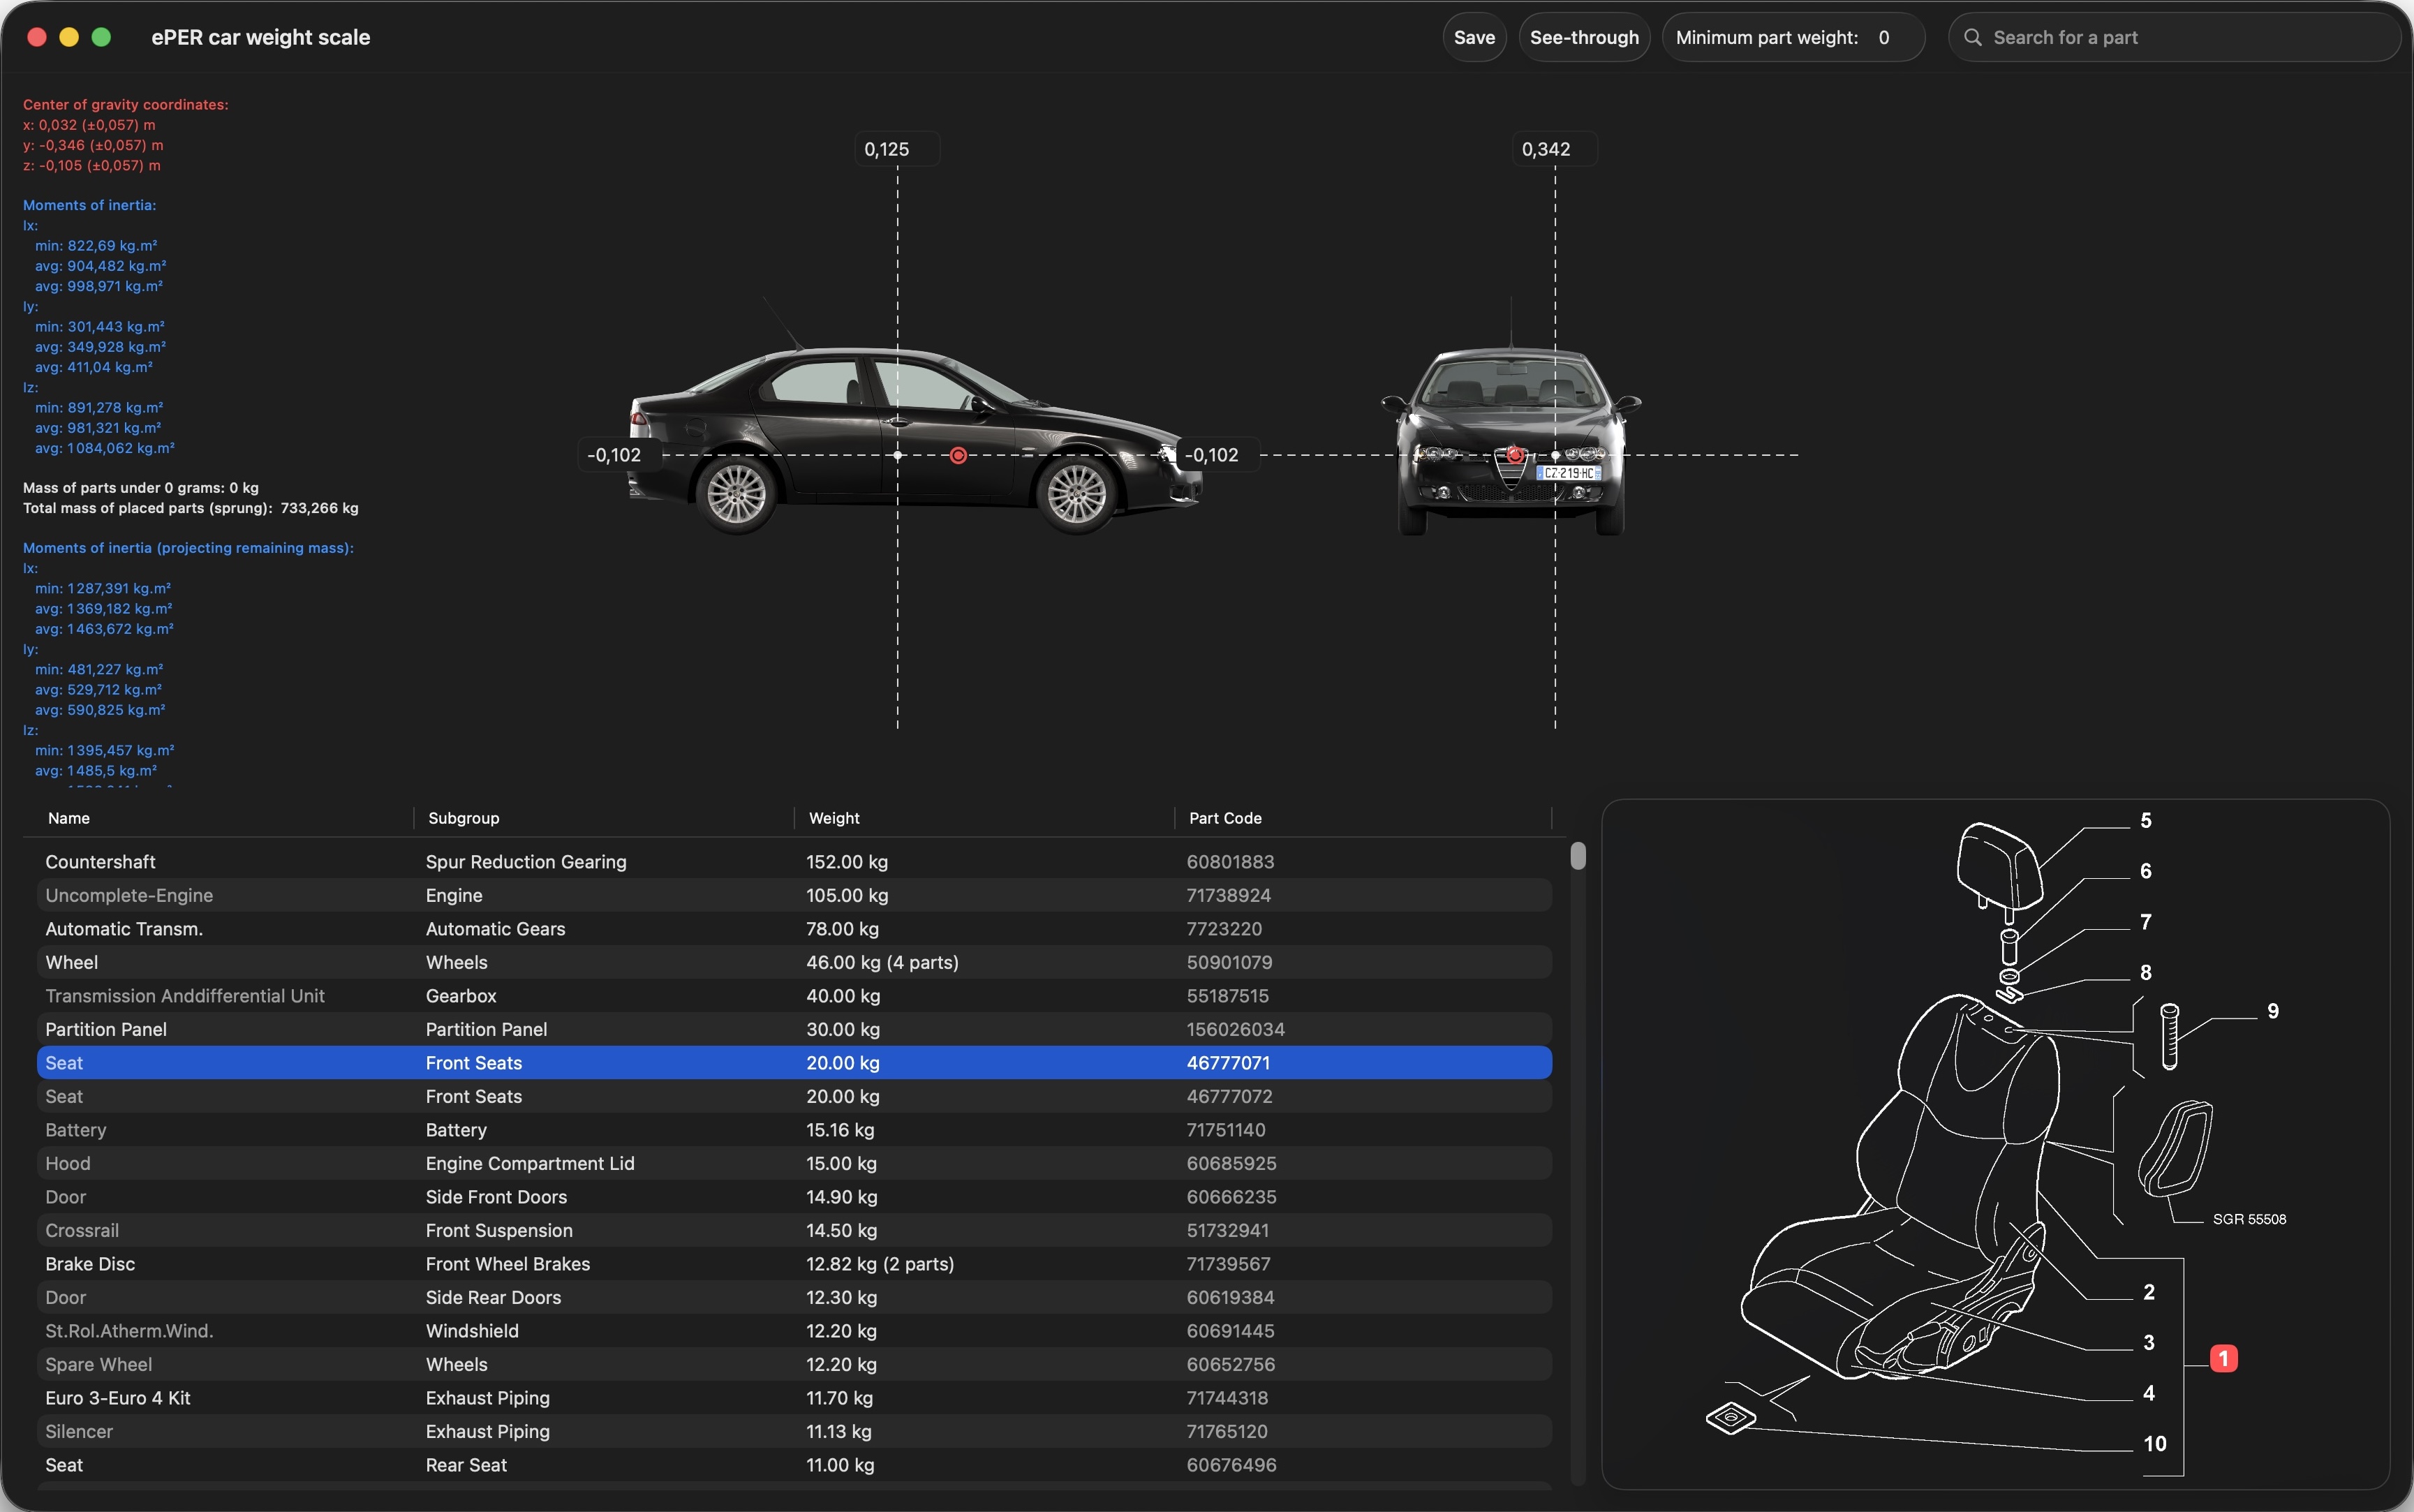 ePER car weight scale
Save
See-through
Minimum part weight: 0
Search for a part
Center of gravity coordinates:
x: 0,032 (±0,057) m
y: -0,346 (±0,057) m
z: -0,105 (±0,057) m
Moments of inertia:
Ix:
min: 822,69 kg.m²
avg: 904,482 kg.m²
avg: 998,971 kg.m²
Iy:
min: 301,443 kg.m²
avg: 349,928 kg.m²
avg: 411,04 kg.m²
Iz:
min: 891,278 kg.m²
avg: 981,321 kg.m²
avg: 1 084,062 kg.m²
Mass of parts under 0 grams: 0 kg
Total mass of placed parts (sprung): 733,266 kg
Moments of inertia (projecting remaining mass):
Ix:
min: 1 287,391 kg.m²
avg: 1 369,182 kg.m²
avg: 1 463,672 kg.m²
Iy:
min: 481,227 kg.m²
avg: 529,712 kg.m²
avg: 590,825 kg.m²
Iz:
min: 1 395,457 kg.m²
avg: 1 485,5 kg.m²
0,125
0,342
-0,102
-0,102
CZ-219-HC
Name Subgroup Weight Part Code
Countershaft Spur Reduction Gearing 152.00 kg 60801883
Uncomplete-Engine Engine 105.00 kg 71738924
Automatic Transm. Automatic Gears 78.00 kg 7723220
Wheel Wheels 46.00 kg (4 parts) 50901079
Transmission Anddifferential Unit Gearbox 40.00 kg 55187515
Partition Panel Partition Panel 30.00 kg 156026034
Seat Front Seats 20.00 kg 46777071
Seat Front Seats 20.00 kg 46777072
Battery Battery 15.16 kg 71751140
Hood Engine Compartment Lid 15.00 kg 60685925
Door Side Front Doors 14.90 kg 60666235
Crossrail Front Suspension 14.50 kg 51732941
Brake Disc Front Wheel Brakes 12.82 kg (2 parts) 71739567
Door Side Rear Doors 12.30 kg 60619384
St.Rol.Atherm.Wind. Windshield 12.20 kg 60691445
Spare Wheel Wheels 12.20 kg 60652756
Euro 3-Euro 4 Kit Exhaust Piping 11.70 kg 71744318
Silencer Exhaust Piping 11.13 kg 71765120
Seat Rear Seat 11.00 kg 60676496
5
6
7
8
9
SGR 55508
2
3
1
4
10